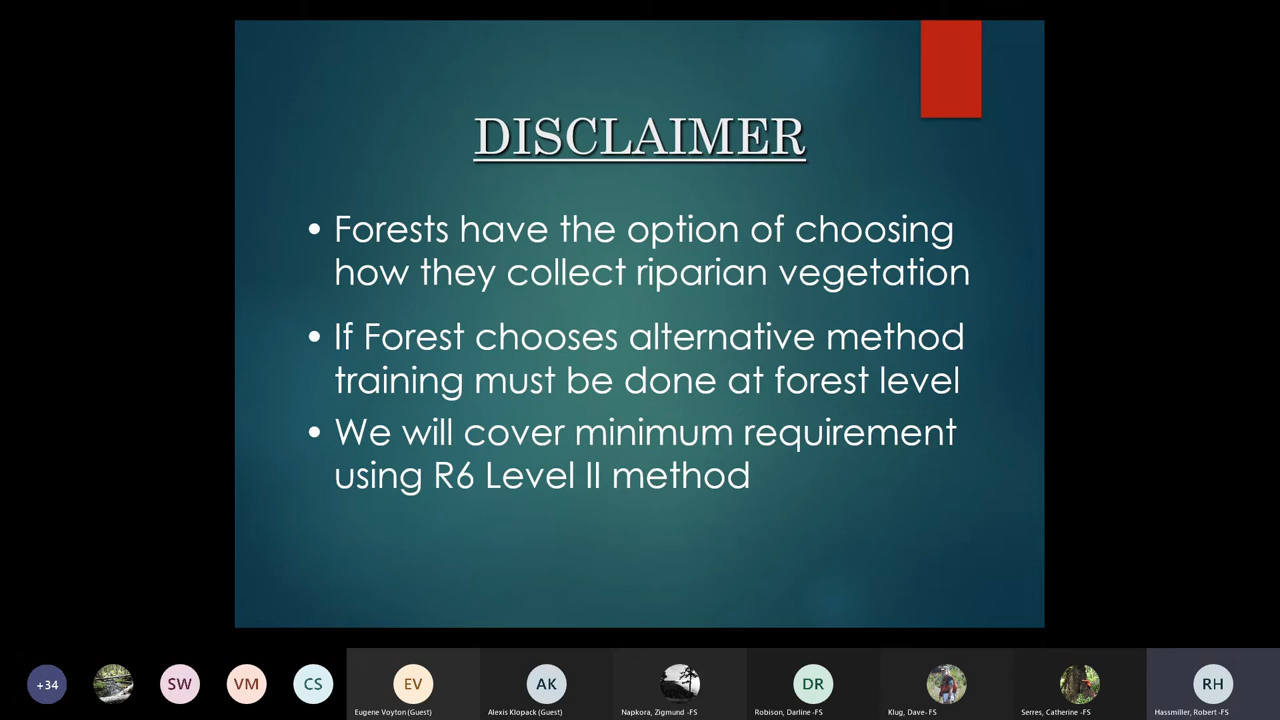 DISCLAIMER
• Forests have the option of choosing
how they collect riparian vegetation
• If Forest chooses alternative method
training must be done at forest level
• We will cover minimum requirement
using R6 Level II method
+34
SW
VM
CS
EV
AK
DR
RH
Eugene Voyton (Guest)
Alexis Klopack (Guest)
Napkora, Zigmund -FS
Robison, Darline -FS
Klug, Dave- FS
Serres, Catherine -FS
Hassmiller, Robert -FS